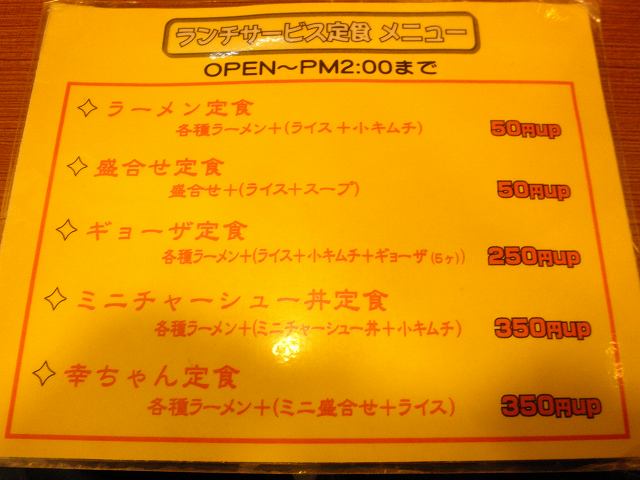 ランチサービス定食 メニュー
OPEN〜PM2:00まで
ラーメン定食
各種ラーメン+(ライス+小キムチ) 50円up
盛合せ定食
盛合せ+(ライス+スープ) 50円up
ギョーザ定食
各種ラーメン+(ライス+小キムチ+ギョーザ(5ヶ)) 250円up
ミニチャーシュー丼定食
各種ラーメン+(ミニチャーシュー丼+小キムチ) 350円up
幸ちゃん定食
各種ラーメン+(ミニ盛合せ+ライス) 350円up